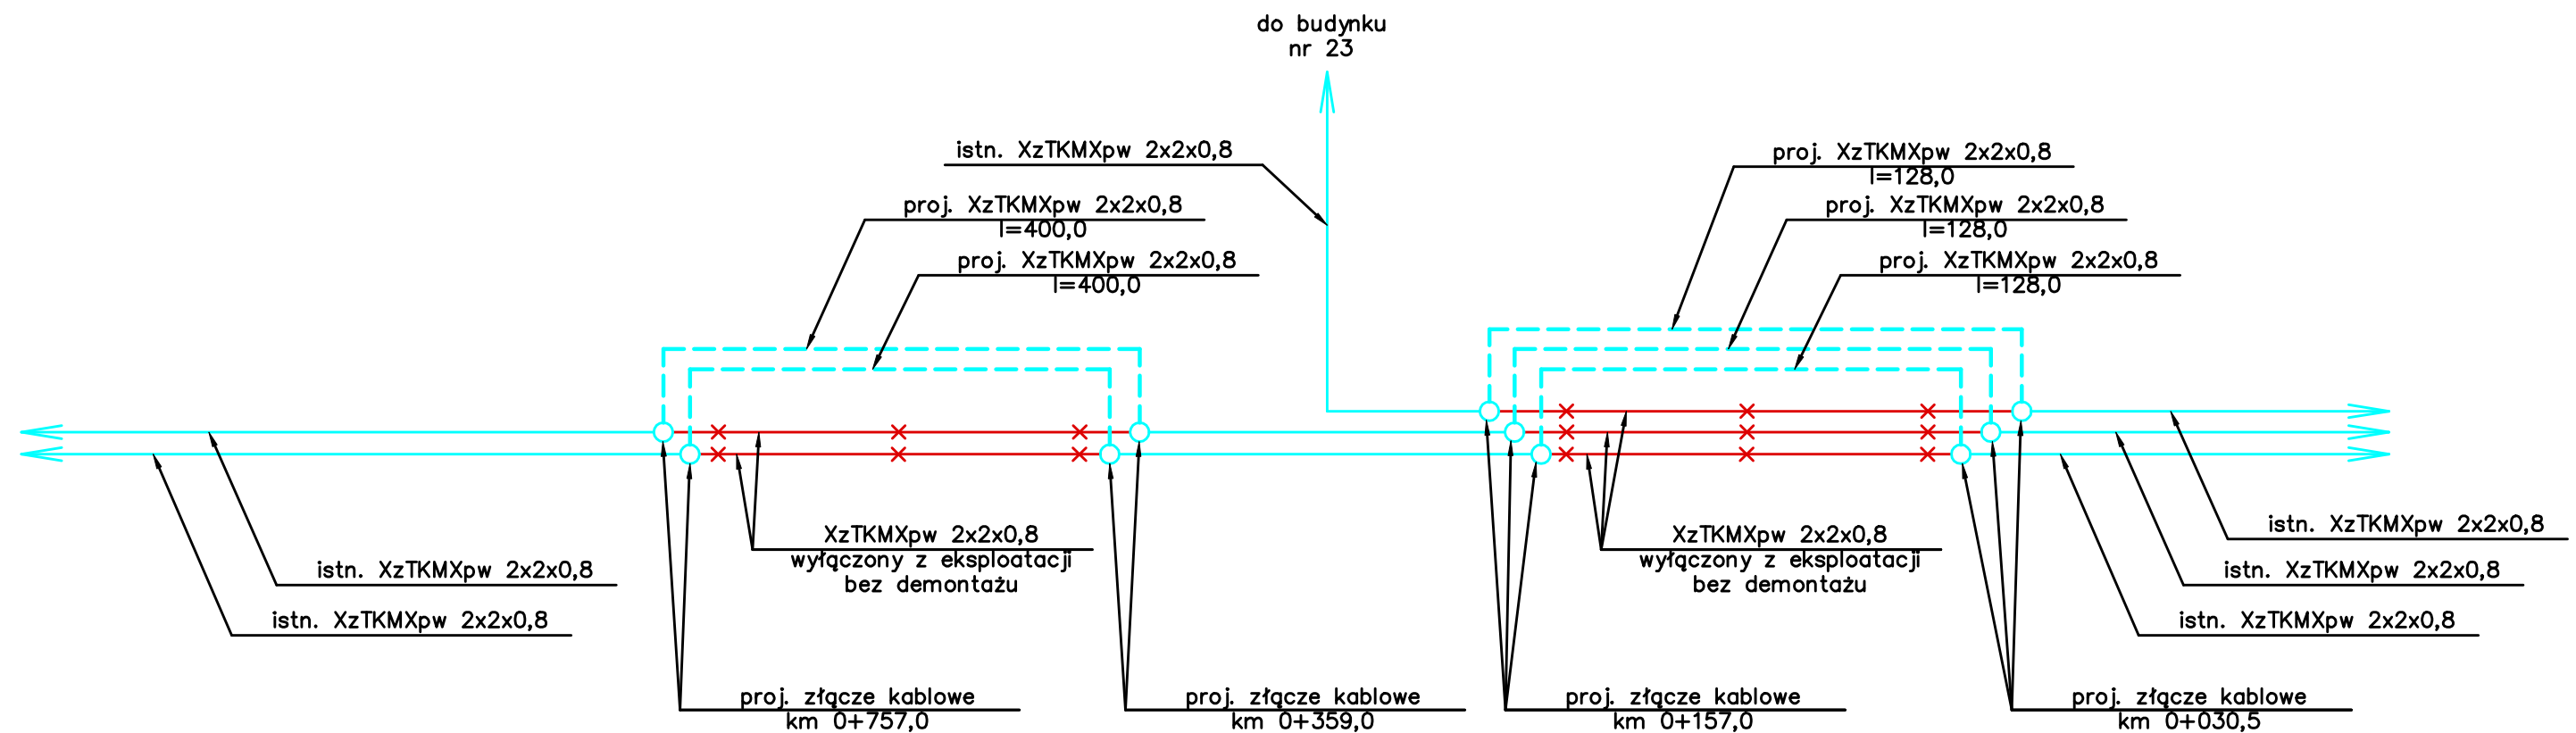 do budynku
nr 23
istn. XzTKMXpw 2x2x0,8
proj. XzTKMXpw 2x2x0,8
l=400,0
proj. XzTKMXpw 2x2x0,8
l=400,0
proj. XzTKMXpw 2x2x0,8
l=128,0
proj. XzTKMXpw 2x2x0,8
l=128,0
proj. XzTKMXpw 2x2x0,8
l=128,0
istn. XzTKMXpw 2x2x0,8
istn. XzTKMXpw 2x2x0,8
XzTKMXpw 2x2x0,8
wyłączony z eksploatacji
bez demontażu
XzTKMXpw 2x2x0,8
wyłączony z eksploatacji
bez demontażu
istn. XzTKMXpw 2x2x0,8
istn. XzTKMXpw 2x2x0,8
istn. XzTKMXpw 2x2x0,8
proj. złącze kablowe
km 0+757,0
proj. złącze kablowe
km 0+359,0
proj. złącze kablowe
km 0+157,0
proj. złącze kablowe
km 0+030,5